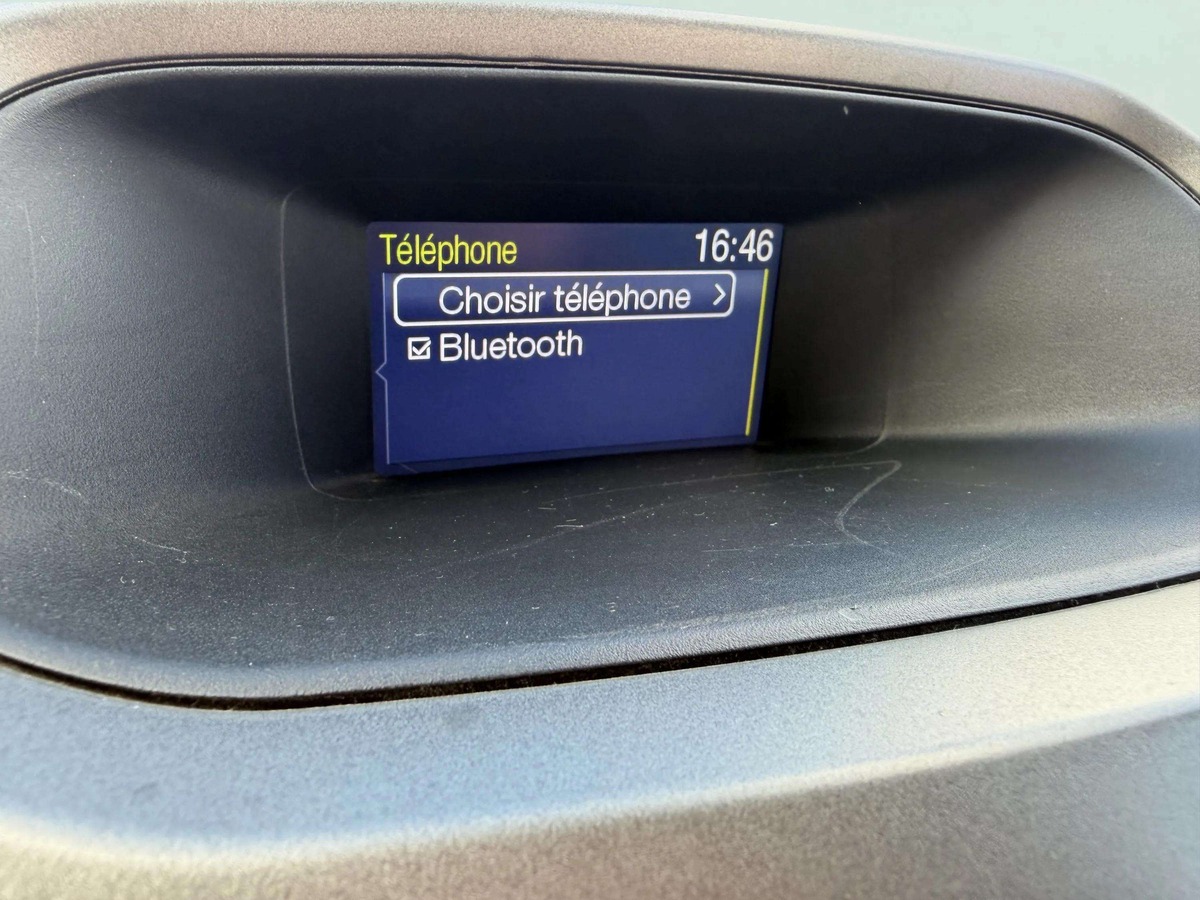 Téléphone 16:46
Choisir téléphone >
Bluetooth